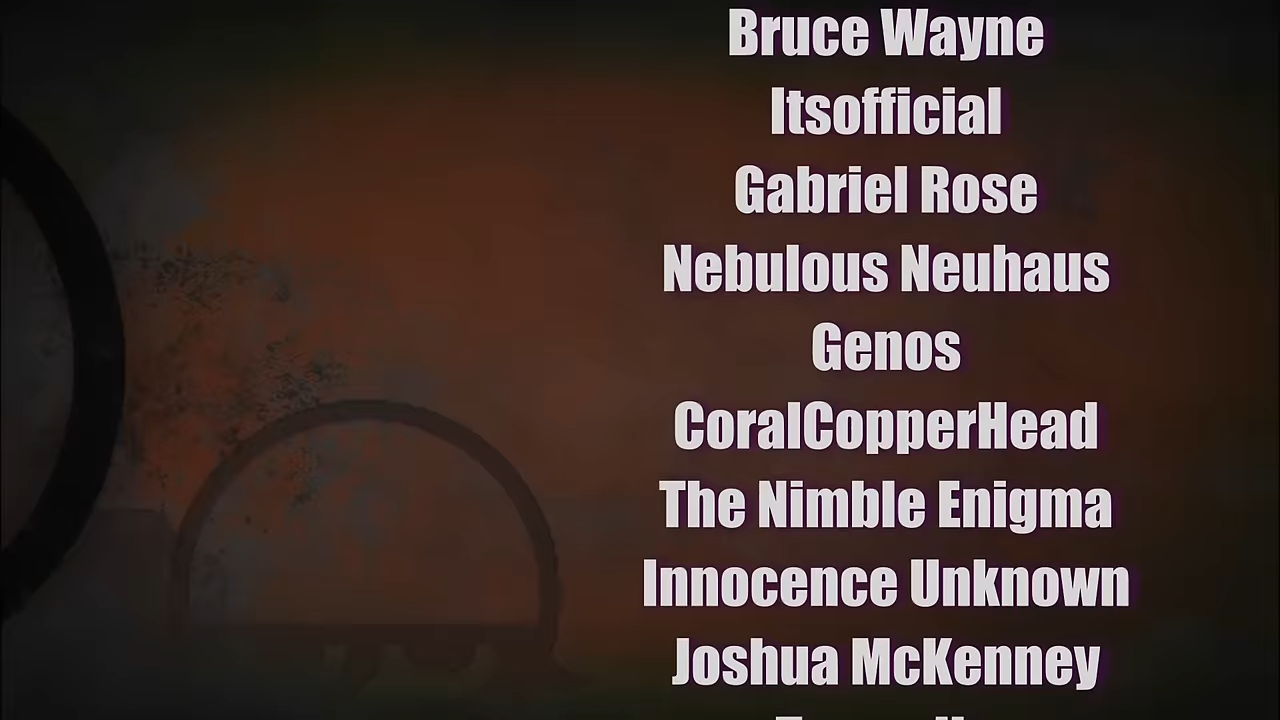 Bruce Wayne
Itsofficial
Gabriel Rose
Nebulous Neuhaus
Genos
CoralCopperHead
The Nimble Enigma
Innocence Unknown
Joshua McKenney